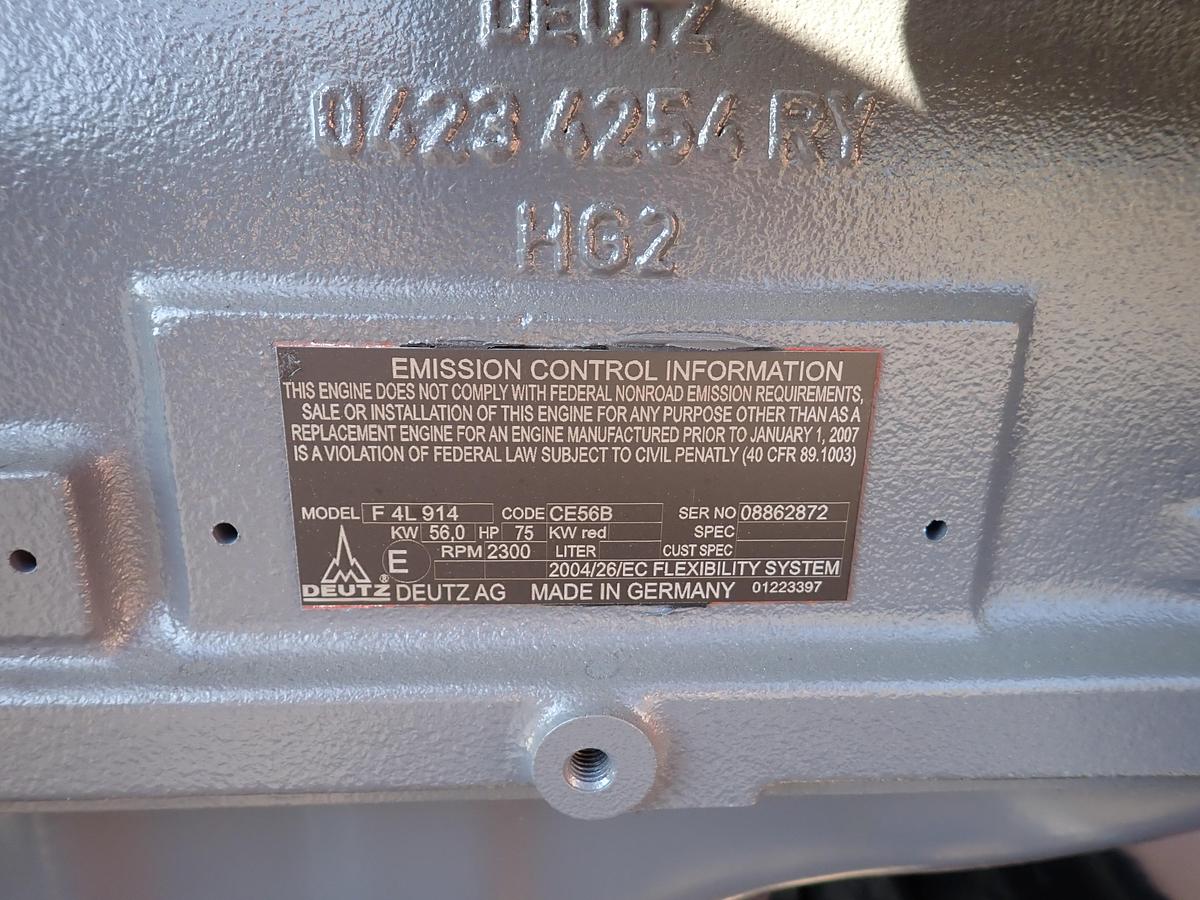 DEUTZ
0423 4254 RY
HG2
EMISSION CONTROL INFORMATION
THIS ENGINE DOES NOT COMPLY WITH FEDERAL NONROAD EMISSION REQUIREMENTS,
SALE OR INSTALLATION OF THIS ENGINE FOR ANY PURPOSE OTHER THAN AS A
REPLACEMENT ENGINE FOR AN ENGINE MANUFACTURED PRIOR TO JANUARY 1, 2007
IS A VIOLATION OF FEDERAL LAW SUBJECT TO CIVIL PENATLY (40 CFR 89.1003)
MODEL F 4L 914 CODE CE56B SER NO 08862872
KW 56,0 HP 75 KW red SPEC
E RPM 2300 LITER CUST SPEC
2004/26/EC FLEXIBILITY SYSTEM
DEUTZ ® DEUTZ AG MADE IN GERMANY 01223397